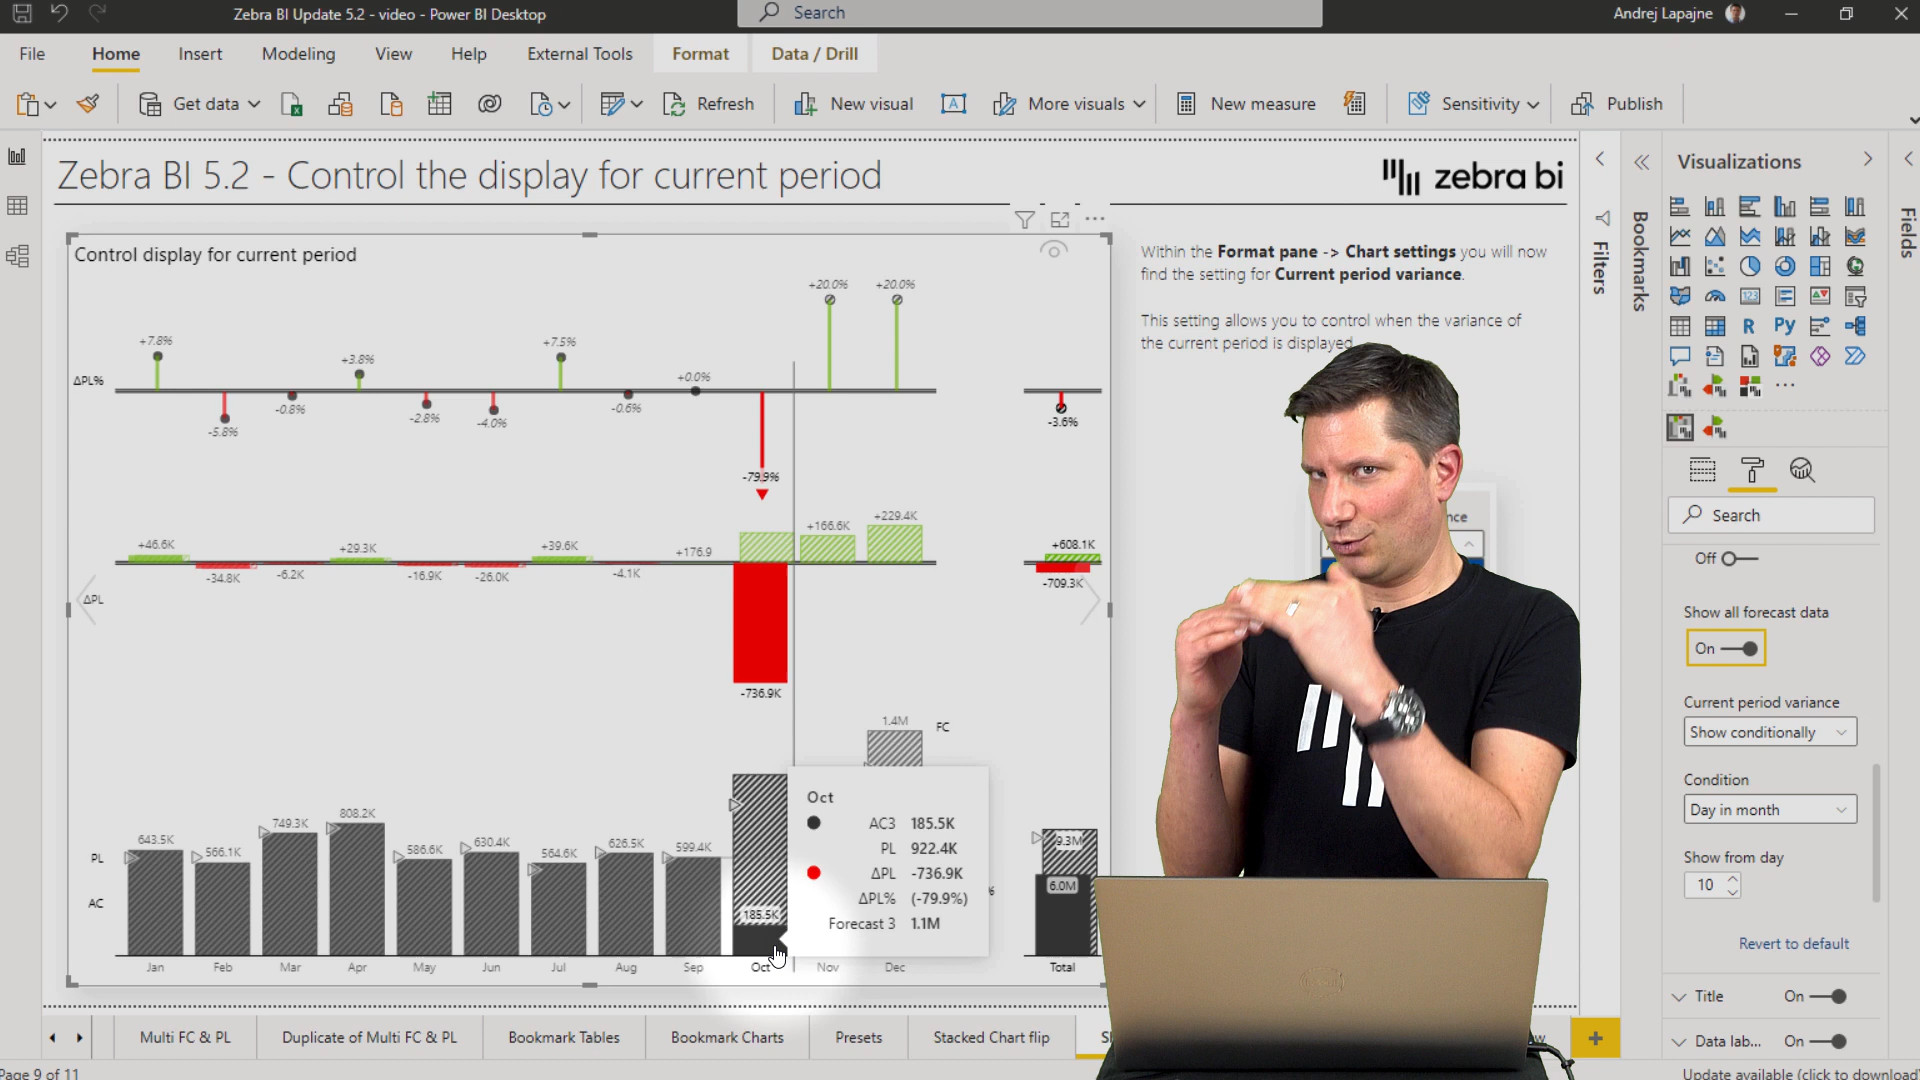 Zebra BI Update 5.2 - video - Power BI Desktop
Search
Andrej Lapajne
File
Home
Insert
Modeling
View
Help
External Tools
Format
Data / Drill
Get data
Refresh
New visual
More visuals
New measure
Sensitivity
Publish
Zebra BI 5.2 - Control the display for current period
zebra bi
Control display for current period
Within the Format pane -> Chart settings you will now
find the setting for Current period variance.
This setting allows you to control when the variance of
the current period is displayed.
+20.0% +20.0%
+7.8% +3.8% +7.5% +0.0%
ΔPL%
-5.8% -0.8% -2.8% -4.0% -0.6% -3.6%
-79.9%
+46.6K +29.3K +39.6K +176.9 +166.6K +229.4K +608.1K
-34.8K -6.2K -16.9K -26.0K -4.1K -709.3K
ΔPL
-736.9K
1.4M FC
643.5K 566.1K 749.3K 808.2K 586.6K 630.4K 564.6K 626.5K 599.4K 9.3M
PL
AC
185.5K 6.0M
Jan Feb Mar Apr May Jun Jul Aug Sep Oct Nov Dec Total
Oct
AC3 185.5K
PL 922.4K
ΔPL -736.9K
ΔPL% (-79.9%)
Forecast 3 1.1M
Filters
Bookmarks
Visualizations
Fields
R
Py
123
Search
Off
Show all forecast data
On
Current period variance
Show conditionally
Condition
Day in month
Show from day
10
Revert to default
Title On
Data lab... On
Multi FC & PL
Duplicate of Multi FC & PL
Bookmark Tables
Bookmark Charts
Presets
Stacked Chart flip
Page 9 of 11
Update available (click to download)